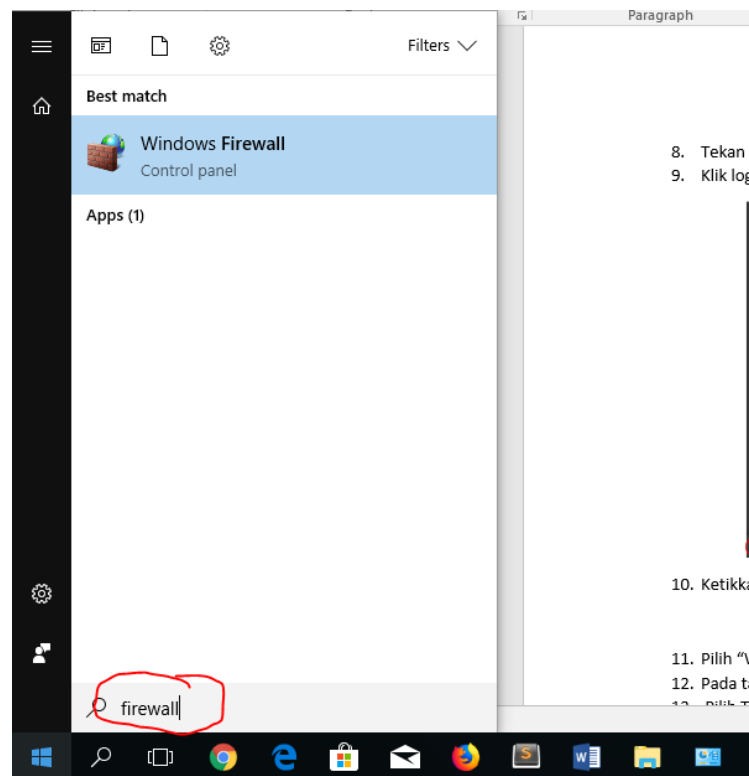 Paragraph
Filters
Best match
Windows Firewall
Control panel
Apps (1)
8. Tekan
9. Klik log
10. Ketikka
11. Pilih "V
12. Pada ta
firewall